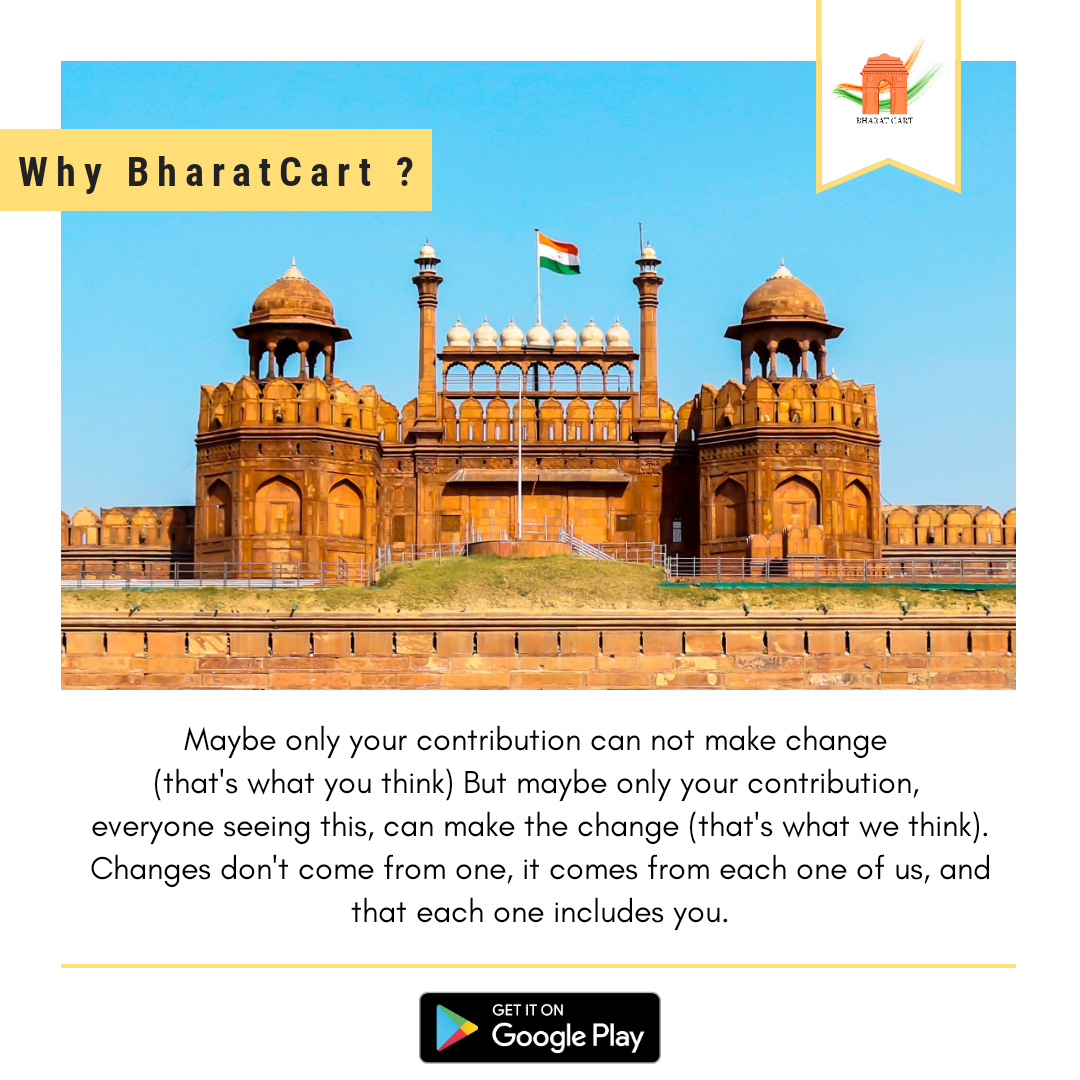 BHARAT CART
Why BharatCart ?
Maybe only your contribution can not make change
(that's what you think) But maybe only your contribution,
everyone seeing this, can make the change (that's what we think).
Changes don't come from one, it comes from each one of us, and
that each one includes you.
GET IT ON
Google Play